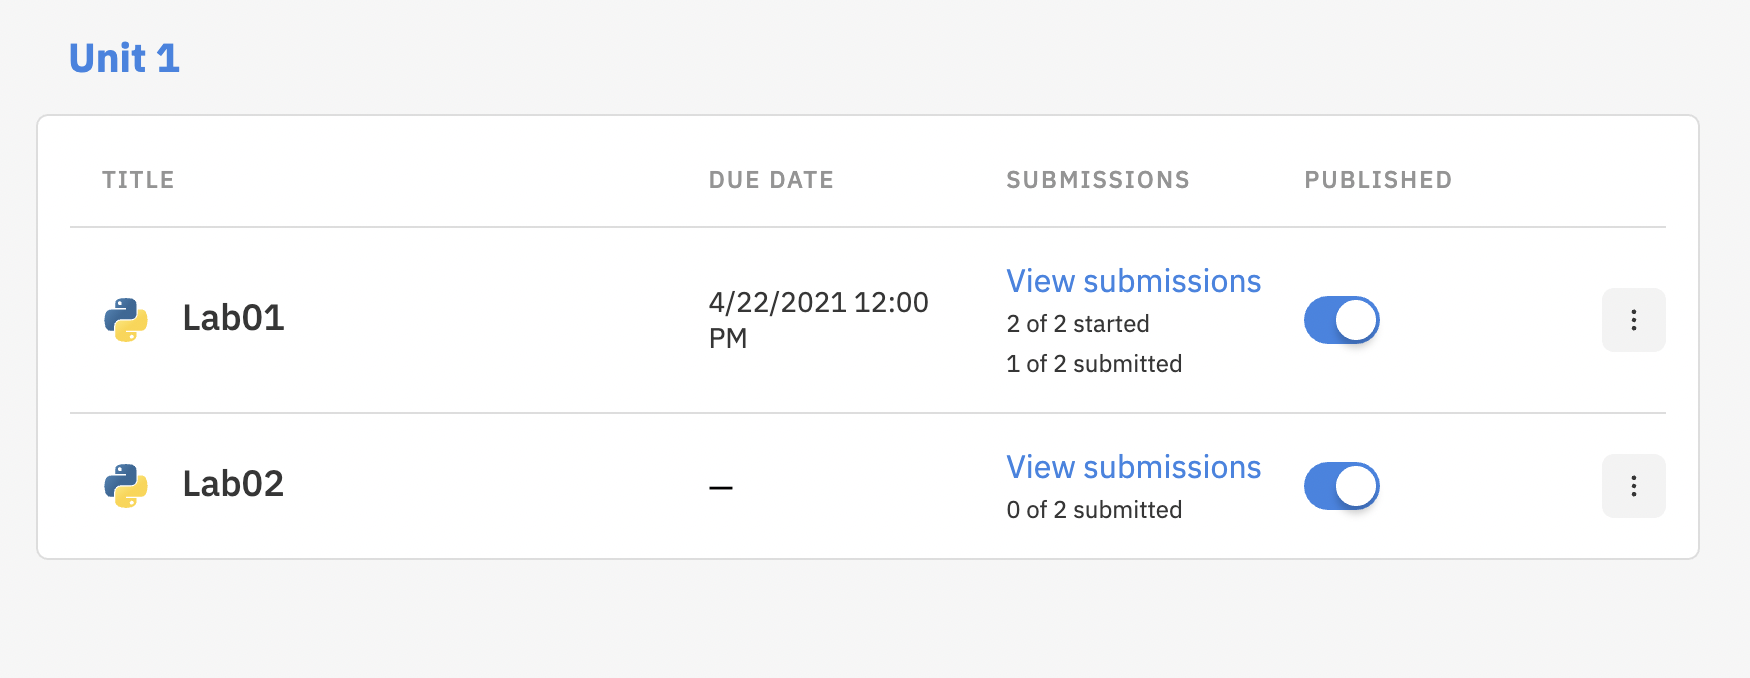 Unit 1
TITLE DUE DATE SUBMISSIONS PUBLISHED
Lab01
4/22/2021 12:00
PM
View submissions
2 of 2 started
1 of 2 submitted
Lab02
—
View submissions
0 of 2 submitted